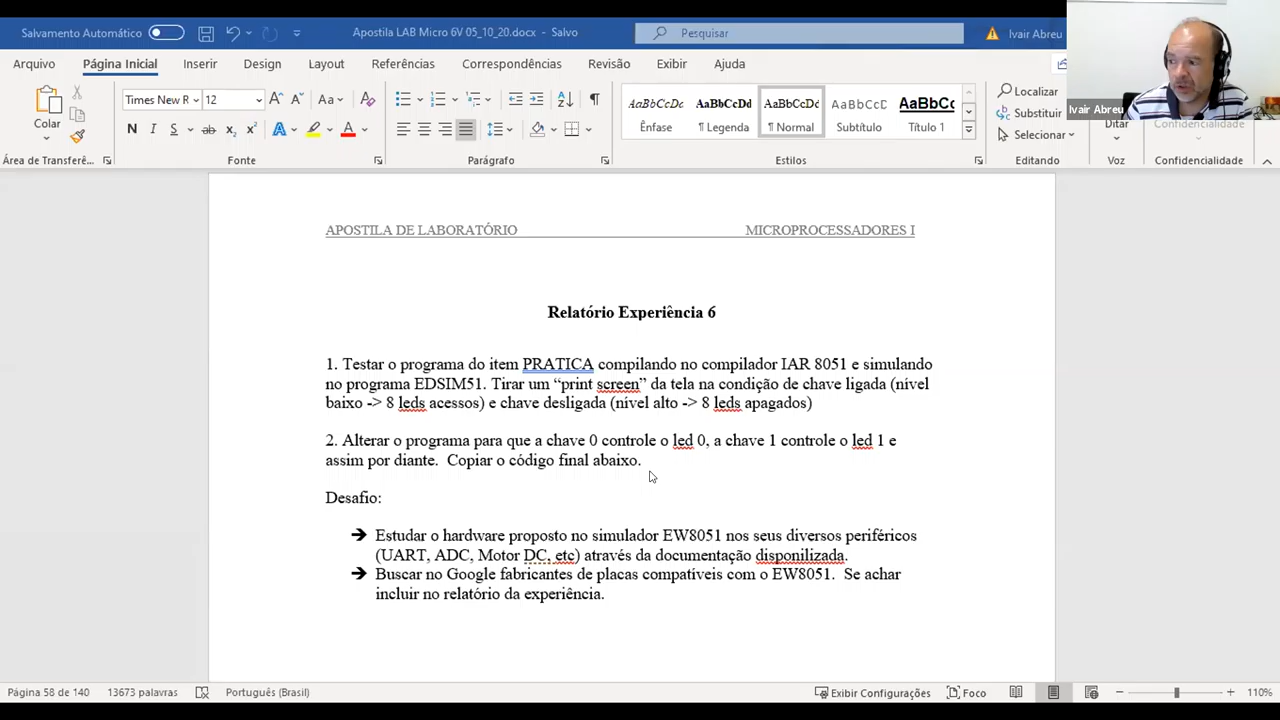 Salvamento Automático
Apostila LAB Micro 6V 05_10_20.docx - Salvo
Pesquisar
Ivair Abreu
Arquivo Página Inicial Inserir Design Layout Referências Correspondências Revisão Exibir Ajuda
Ivair Abreu
Times New R 12
AaBbCcDc AaBbCcDd AaBbCcDc AaBbCcD AaBbCc
Localizar
Substituir
Selecionar
Colar
N I S ab x₂ x² A A
Ênfase ¶ Legenda ¶ Normal Subtítulo Título 1
Ditar Confidencialidade
Área de Transferê... Fonte Parágrafo Estilos Editando Voz Confidencialidade
APOSTILA DE LABORATÓRIO MICROPROCESSADORES I
Relatório Experiência 6
1. Testar o programa do item PRATICA compilando no compilador IAR 8051 e simulando
no programa EDSIM51. Tirar um “print screen” da tela na condição de chave ligada (nível
baixo -> 8 leds acessos) e chave desligada (nível alto -> 8 leds apagados)
2. Alterar o programa para que a chave 0 controle o led 0, a chave 1 controle o led 1 e
assim por diante. Copiar o código final abaixo.
Desafio:
➔ Estudar o hardware proposto no simulador EW8051 nos seus diversos periféricos
(UART, ADC, Motor DC, etc) através da documentação disponilizada.
➔ Buscar no Google fabricantes de placas compatíveis com o EW8051. Se achar
incluir no relatório da experiência.
Página 58 de 140 13673 palavras Português (Brasil) Exibir Configurações Foco 110%